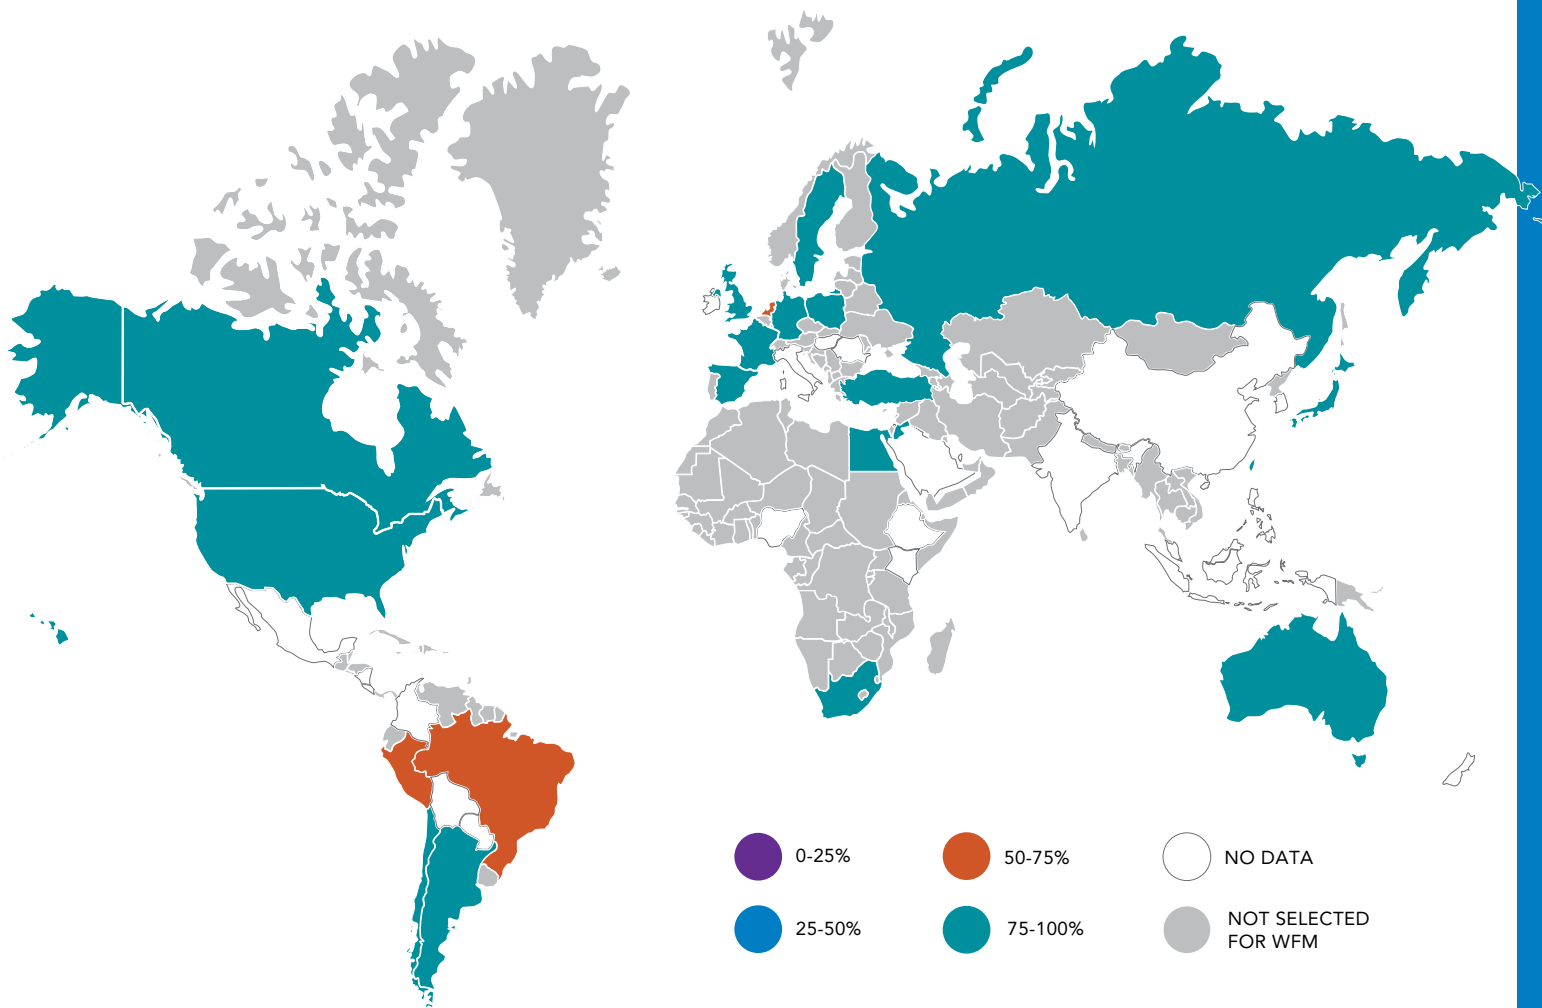 0-25%
50-75%
NO DATA
25-50%
75-100%
NOT SELECTED
FOR WFM